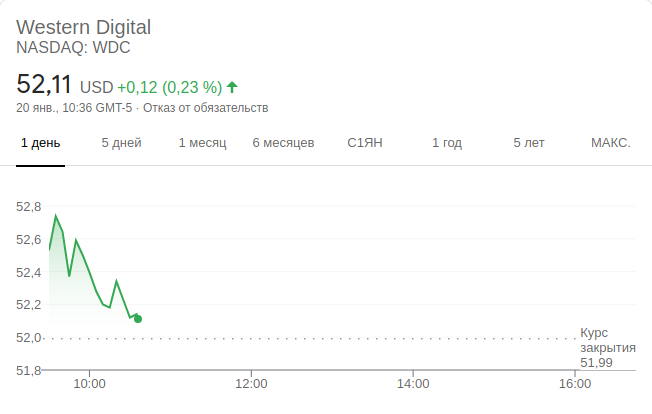 Western Digital
NASDAQ: WDC
52,11 USD +0,12 (0,23 %)
20 янв., 10:36 GMT-5 · Отказ от обязательств
1 день 5 дней 1 месяц 6 месяцев С1ЯН 1 год 5 лет МАКС.
52,8
52,6
52,4
52,2
52,0
51,8
Курс
закрытия
51,99
10:00 12:00 14:00 16:00